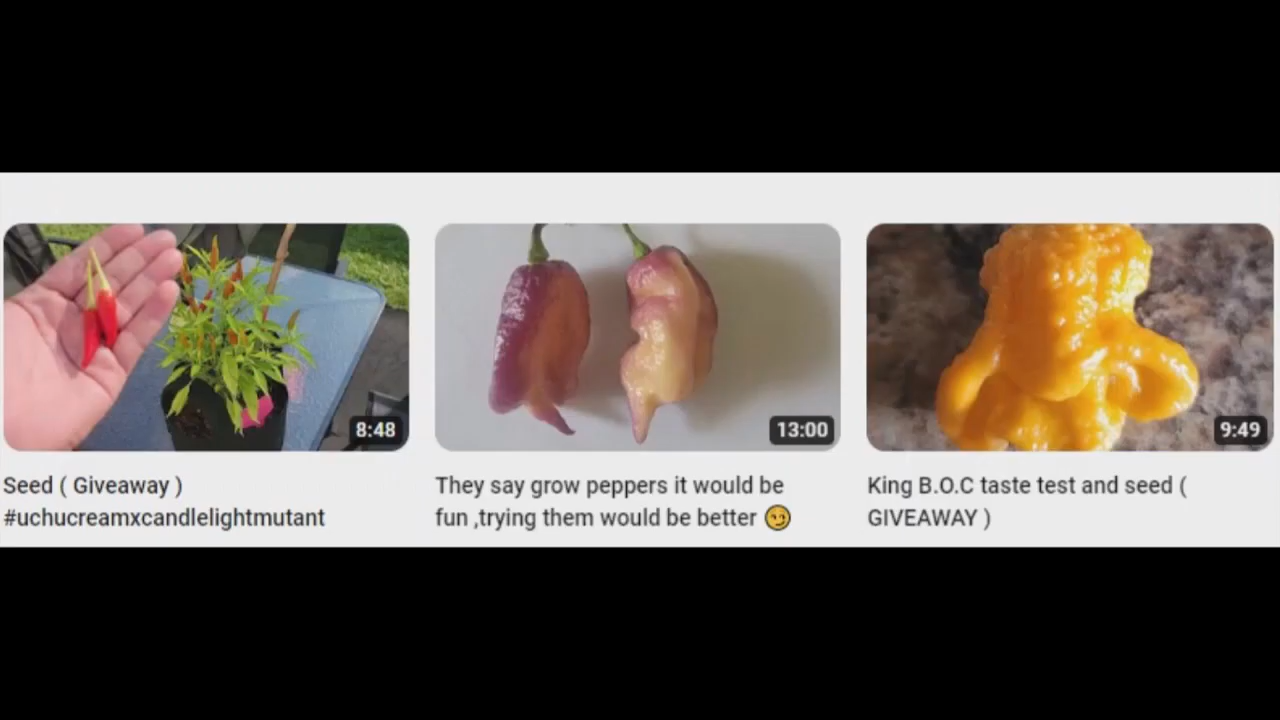 8:48
13:00
9:49
Seed ( Giveaway )
#uchucreamxcandlelightmutant
They say grow peppers it would be
fun ,trying them would be better 😏
King B.O.C taste test and seed (
GIVEAWAY )